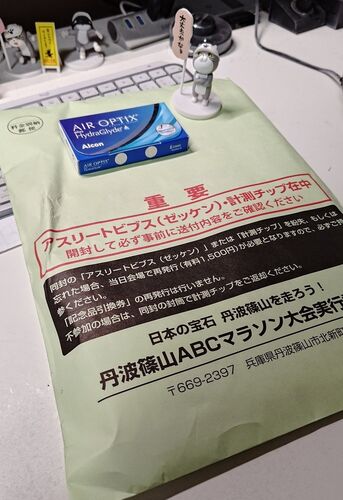 料金別納
郵便
大丈夫かなぁ
AIR OPTIX®
plus HydraGlyde®
Alcon
AIR OPTIX®
重要
アスリートビブス(ゼッケン)・計測チップ在中
開封して必ず事前に送付内容をご確認ください
同封の「アスリートビブス(ゼッケン)」または「計測チップ」を紛失、もしくは
忘れた場合、当日会場で再発行(有料1,500円)が必要となりますので、必ずご持
参ください。
「記念品引換券」の再発行は行いません。
不参加の場合は、同封の封筒で計測チップをご返却ください。
日本の宝石 丹波篠山を走ろう!
丹波篠山ABCマラソン大会実行
〒669-2397 兵庫県丹波篠山市北新町